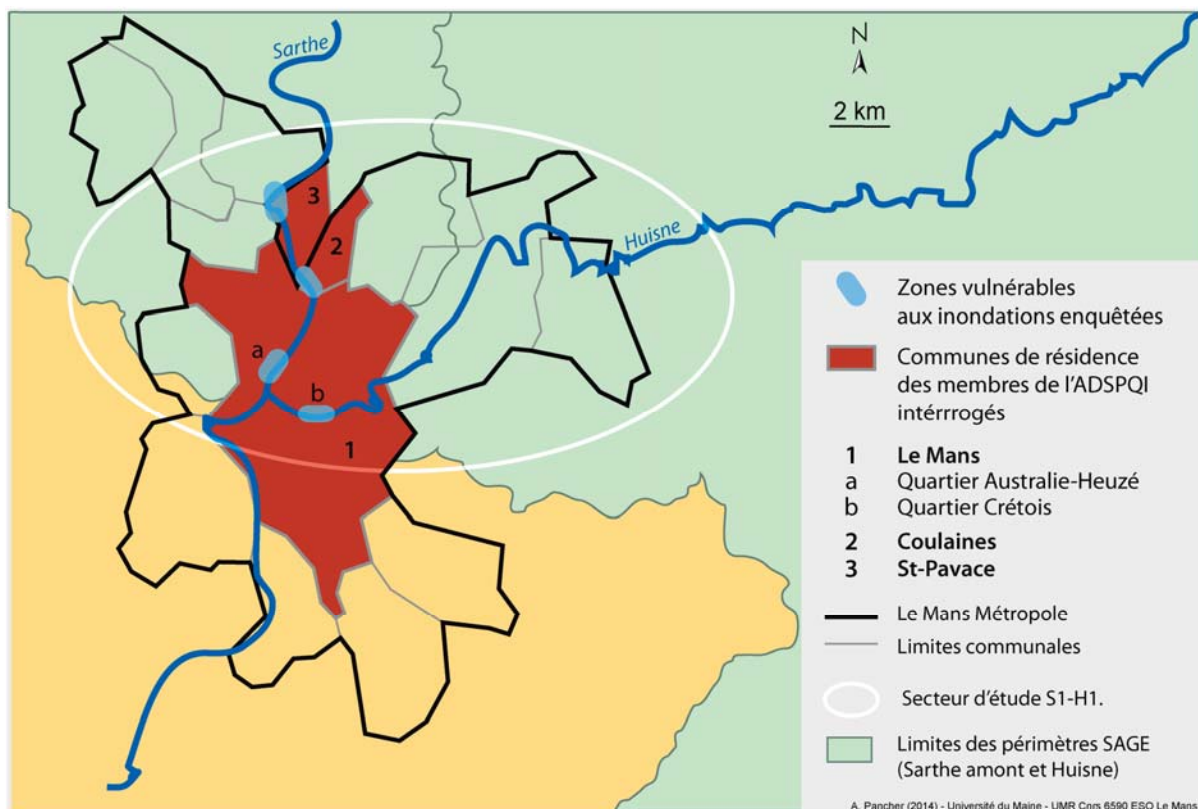 Sarthe
N
2 km
3
2
Huisne
a
b
1
Zones vulnérables
aux inondations enquêtées
Communes de résidence
des membres de l'ADSPQI
intérrrogés
1 Le Mans
a Quartier Australie-Heuzé
b Quartier Crétois
2 Coulaines
3 St-Pavace
Le Mans Métropole
Limites communales
Secteur d'étude S1-H1.
Limites des périmètres SAGE
(Sarthe amont et Huisne)
A. Pancher (2014) - Université du Maine - UMR Cnrs 6590 ESO Le Mans